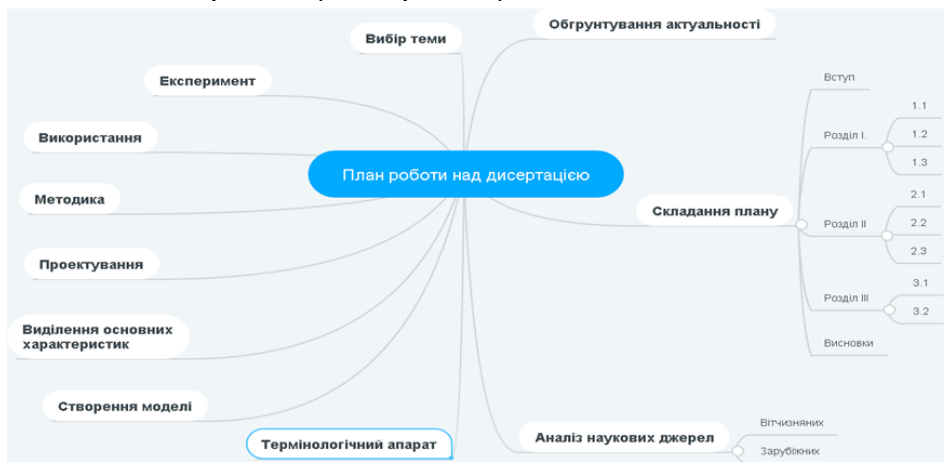 Обгрунтування актуальності
Вибір теми
Експеримент
Використання
Методика
Проектування
Виділення основних
характеристик
Створення моделі
Термінологічний апарат
План роботи над дисертацією
Складання плану
Вступ
Розділ I.
1.1
1.2
1.3
Розділ II
2.1
2.2
2.3
Розділ III
3.1
3.2
Висновки
Аналіз наукових джерел
Вітчизняних
Зарубіжних